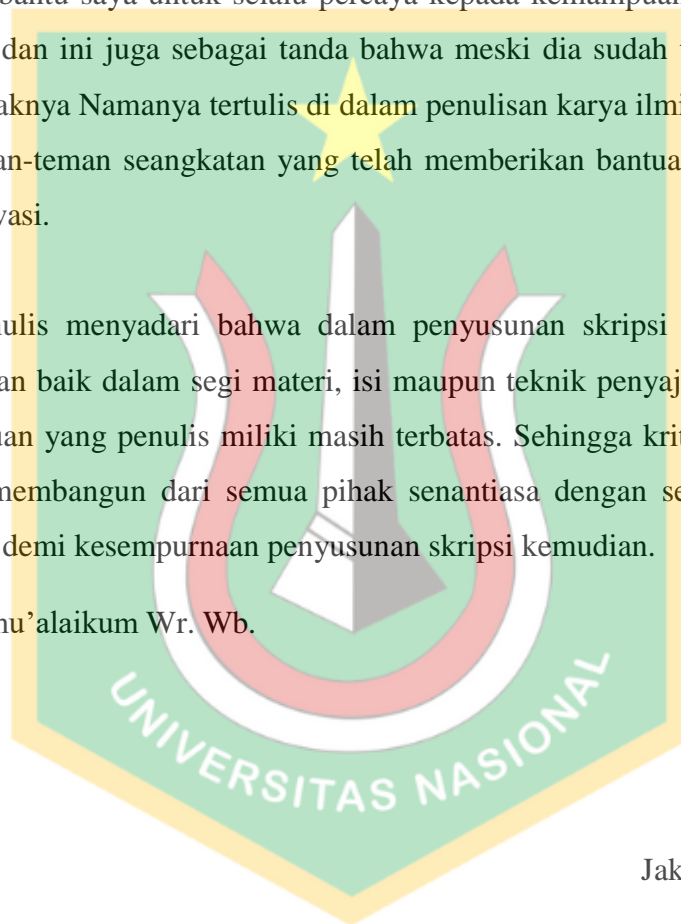 bantu saya untuk selalu percaya kepada kemampuan
dan ini juga sebagai tanda bahwa meski dia sudah
aknya Namanya tertulis di dalam penulisan karya ilmi
an-teman seangkatan yang telah memberikan bantua
vasi.
nulis menyadari bahwa dalam penyusunan skripsi
an baik dalam segi materi, isi maupun teknik penyaj
uan yang penulis miliki masih terbatas. Sehingga krit
membangun dari semua pihak senantiasa dengan se
demi kesempurnaan penyusunan skripsi kemudian.
mu’alaikum Wr. Wb.
UNIVERSITAS NASIONAL
Jak